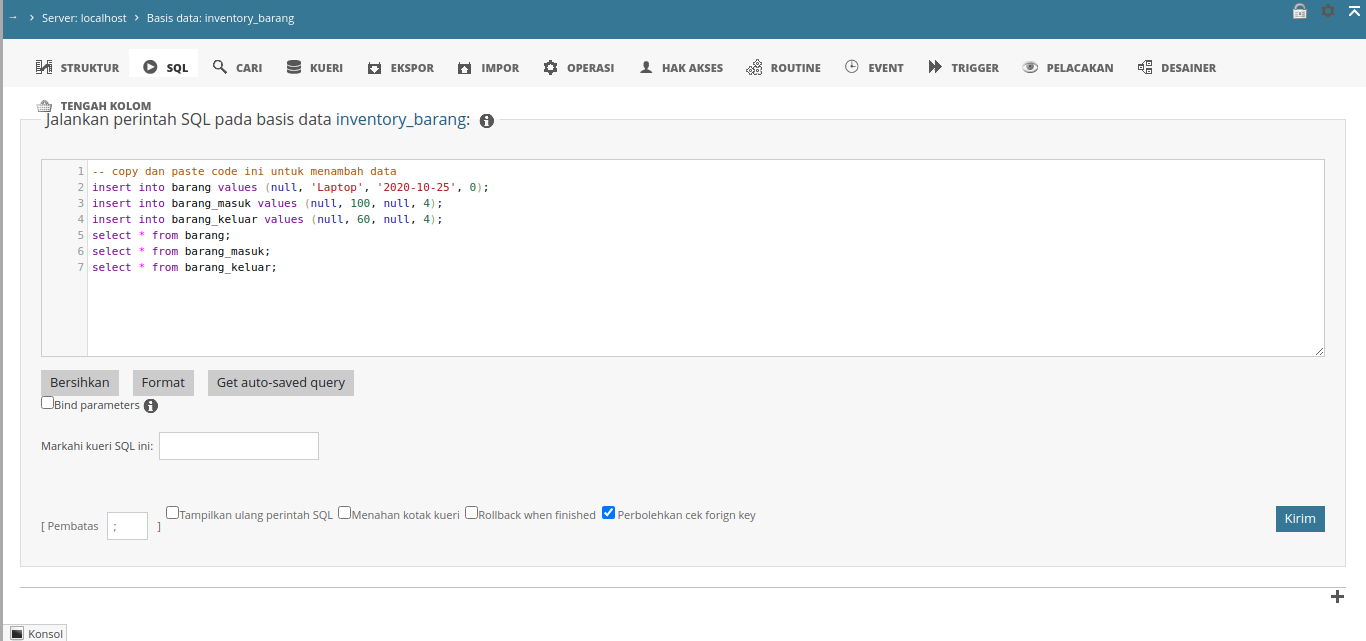 Server: localhost › Basis data: inventory_barang
STRUKTUR SQL CARI KUERI EKSPOR IMPOR OPERASI HAK AKSES ROUTINE EVENT TRIGGER PELACAKAN DESAINER
TENGAH KOLOM
Jalankan perintah SQL pada basis data inventory_barang:
1 -- copy dan paste code ini untuk menambah data
2 insert into barang values (null, 'Laptop', '2020-10-25', 0);
3 insert into barang_masuk values (null, 100, null, 4);
4 insert into barang_keluar values (null, 60, null, 4);
5 select * from barang;
6 select * from barang_masuk;
7 select * from barang_keluar;
Bersihkan Format Get auto-saved query
Bind parameters
Markahi kueri SQL ini:
[ Pembatas ; ] Tampilkan ulang perintah SQL Menahan kotak kueri Rollback when finished Perbolehkan cek forign key Kirim
Konsol